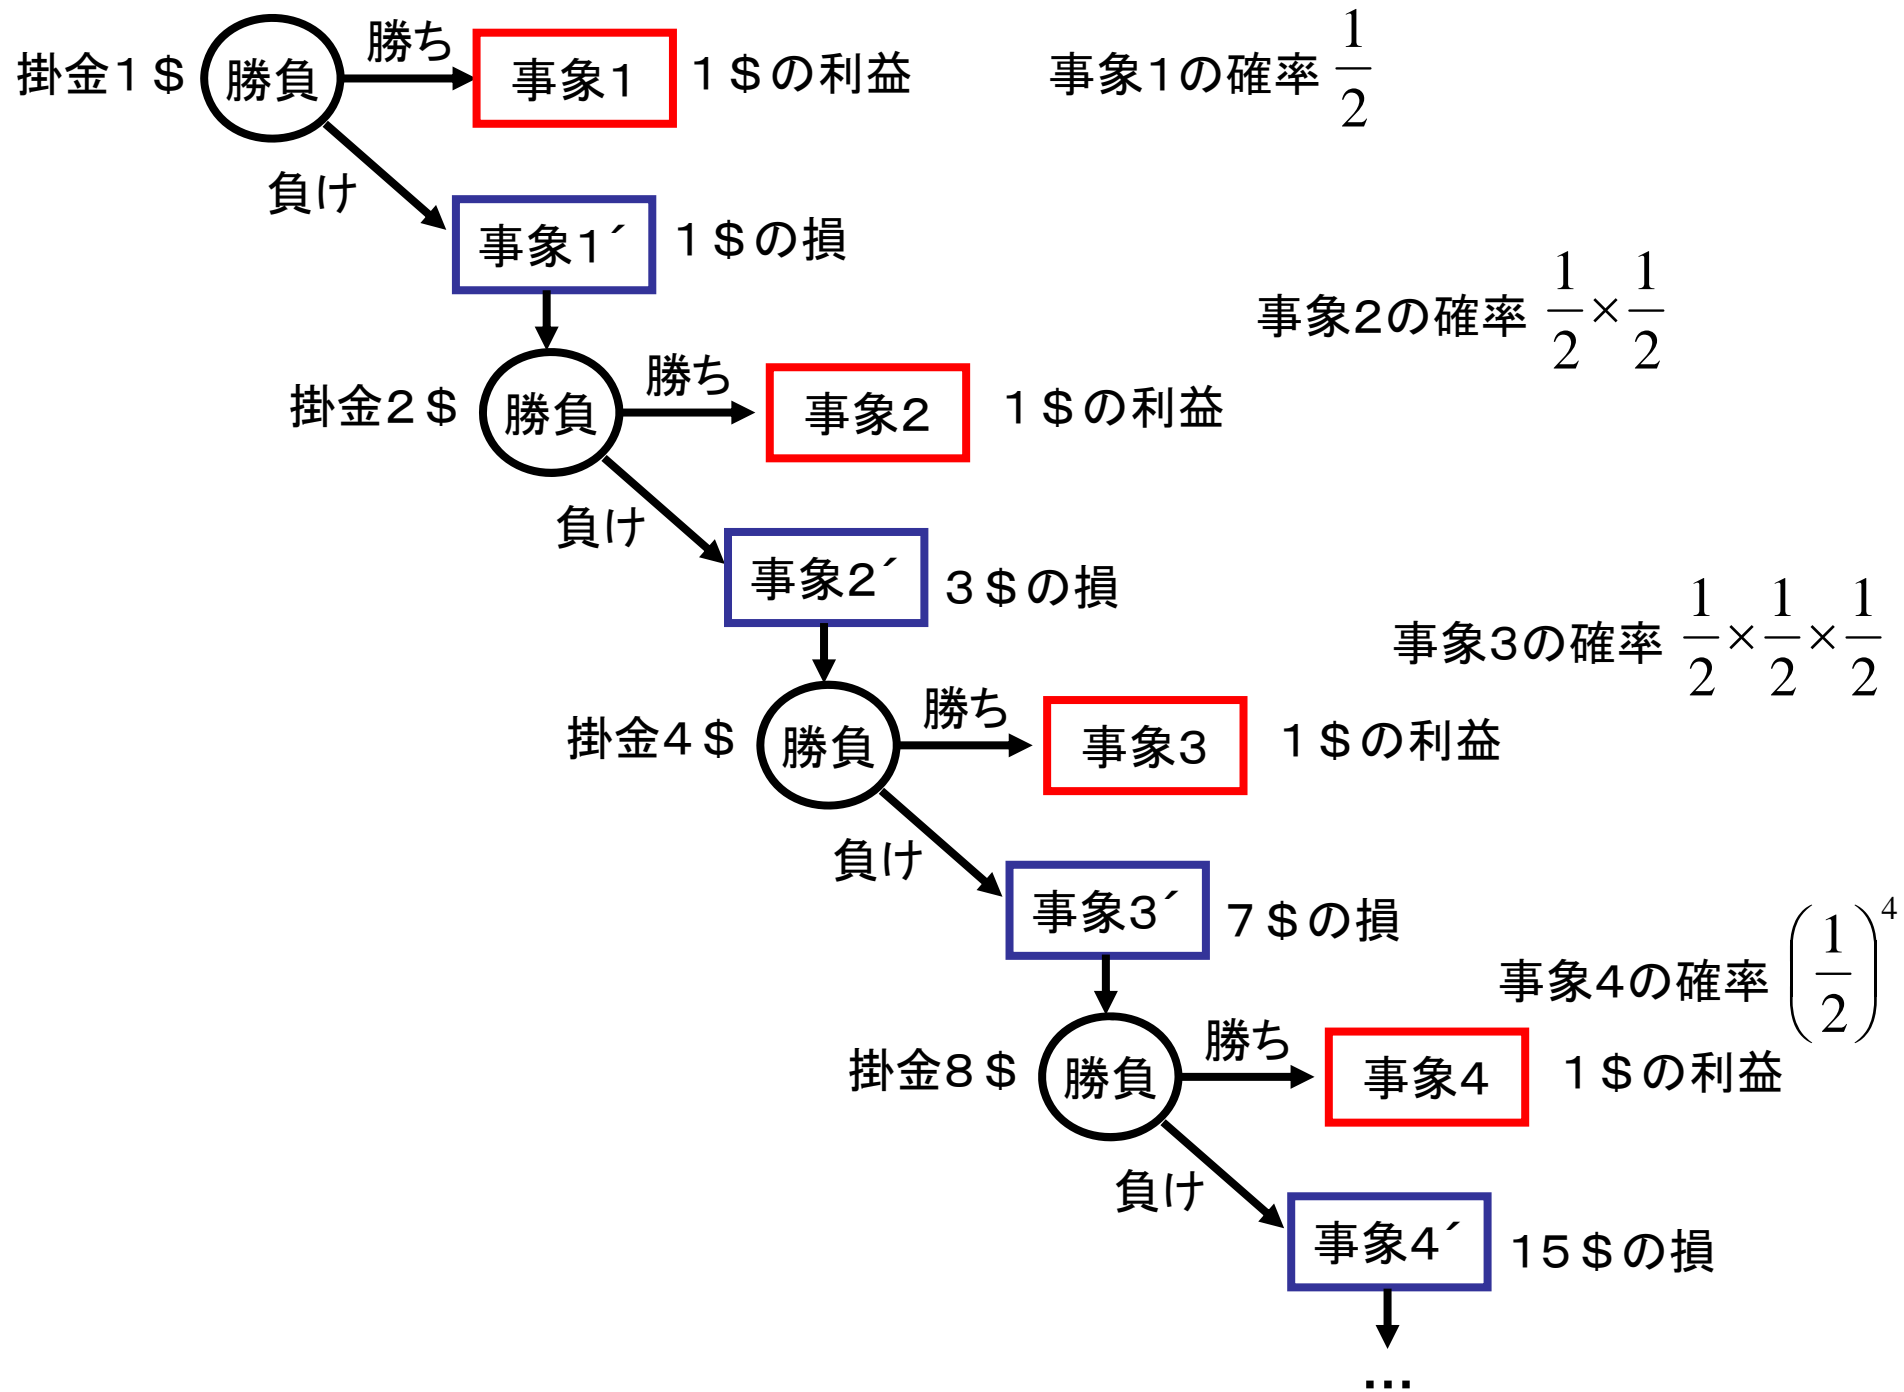 掛金1$ 勝負 勝ち 事象1 1$の利益 事象1の確率 1/2
負け
事象1´ 1$の損
事象2の確率 1/2×1/2
掛金2$ 勝負 勝ち 事象2 1$の利益
負け
事象2´ 3$の損
事象3の確率 1/2×1/2×1/2
掛金4$ 勝負 勝ち 事象3 1$の利益
負け
事象3´ 7$の損
事象4の確率 (1/2)^4
掛金8$ 勝負 勝ち 事象4 1$の利益
負け
事象4´ 15$の損
…